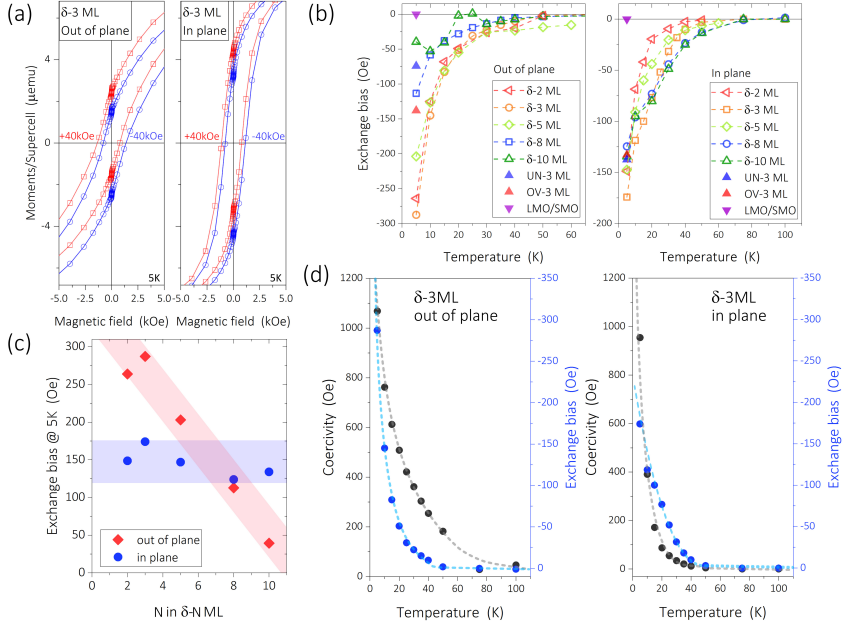 (a)
δ-3 ML
Out of plane
δ-3 ML
In plane
Moments/Supercell (μemu)
4
0
-4
+40kOe
-40kOe
+40kOe
-40kOe
5K
5K
-5.0 -2.5 0.0 2.5 5.0
-5.0 -2.5 0.0 2.5 5.0
Magnetic field (kOe)
Magnetic field (kOe)
(b)
Exchange bias (Oe)
0
-50
-100
-150
-200
-250
-300
Out of plane
δ-2 ML
δ-3 ML
δ-5 ML
δ-8 ML
δ-10 ML
UN-3 ML
OV-3 ML
LMO/SMO
0 10 20 30 40 50 60
Temperature (K)
0
-50
-100
-150
-200
In plane
δ-2 ML
δ-3 ML
δ-5 ML
δ-8 ML
δ-10 ML
UN-3 ML
OV-3 ML
LMO/SMO
0 20 40 60 80 100
Temperature (K)
(c)
Exchange bias @ 5K (Oe)
300
250
200
150
100
50
0
out of plane
in plane
0 2 4 6 8 10
N in δ-N ML
(d)
δ-3ML
out of plane
Coercivity (Oe)
1200
1000
800
600
400
200
0
-350
-300
-250
-200
-150
-100
-50
0
Exchange bias (Oe)
0 20 40 60 80 100
Temperature (K)
δ-3ML
in plane
Coercivity (Oe)
1200
1000
800
600
400
200
0
-350
-300
-250
-200
-150
-100
-50
0
Exchange bias (Oe)
0 20 40 60 80 100
Temperature (K)